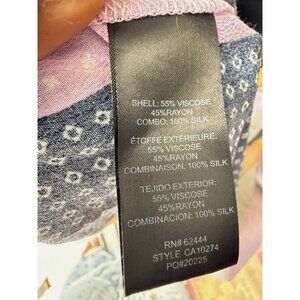 SHELL: 55% VISCOSE
45%RAYON
COMBO: 100% SILK
ÉTOFFE EXTÉRIEURE:
55% VISCOSE
45%RAYON
COMBINAISON: 100% SILK
TEJIDO EXTERIOR:
55% VISCOSE
45%RAYON
COMBINACION: 100% SILK
RN# 62444
STYLE CA10274
PO#20225